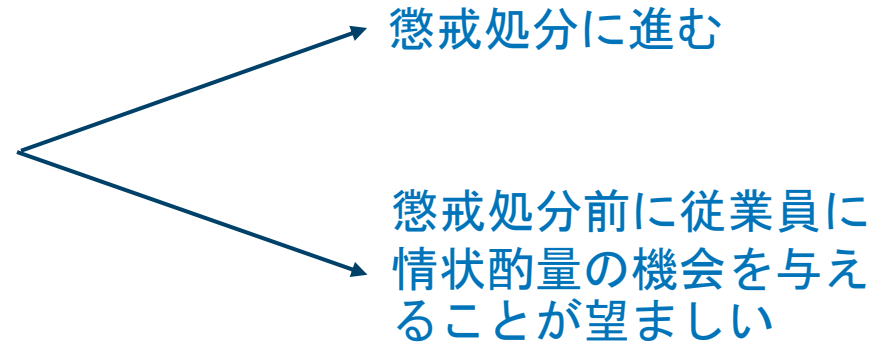 懲戒処分に進む
懲戒処分前に従業員に
情状酌量の機会を与え
ることが望ましい